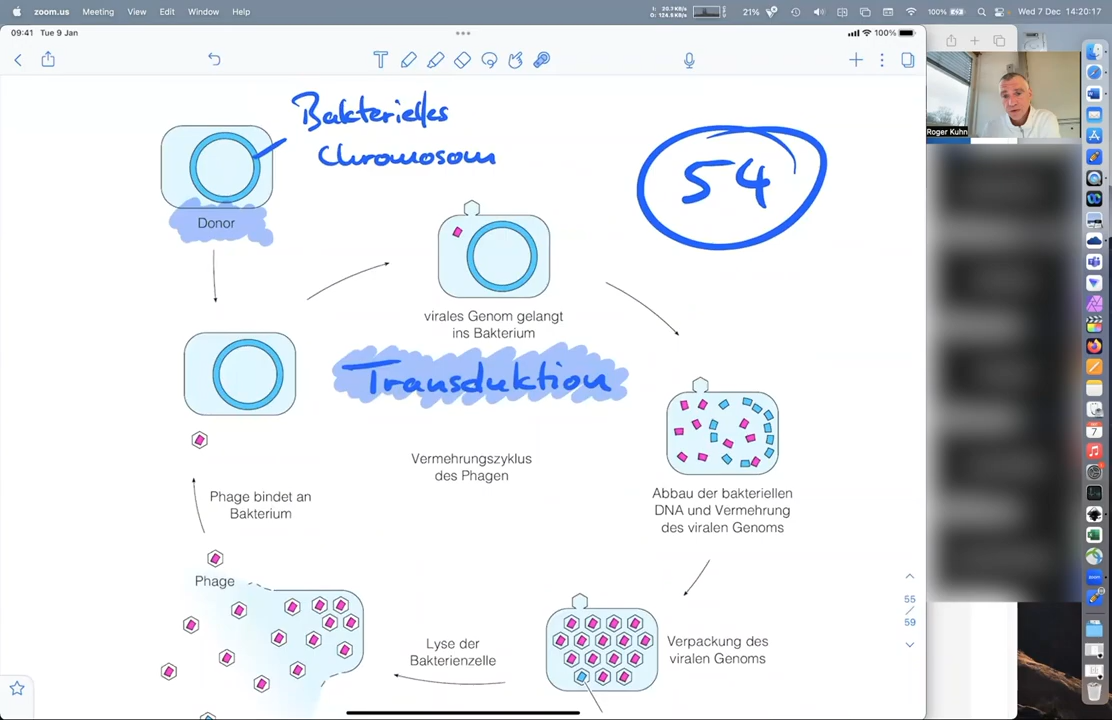 zoom.us Meeting View Edit Window Help
21% 100% Wed 7 Dec 14:20:17
09:41 Tue 9 Jan
100%
Bakterielles
Chromosom
54
Donor
Roger Kuhn
virales Genom gelangt
ins Bakterium
Transduktion
Vermehrungszyklus
des Phagen
Phage bindet an
Bakterium
Abbau der bakteriellen
DNA und Vermehrung
des viralen Genoms
Phage
Lyse der
Bakterienzelle
Verpackung des
viralen Genoms
55
/
59